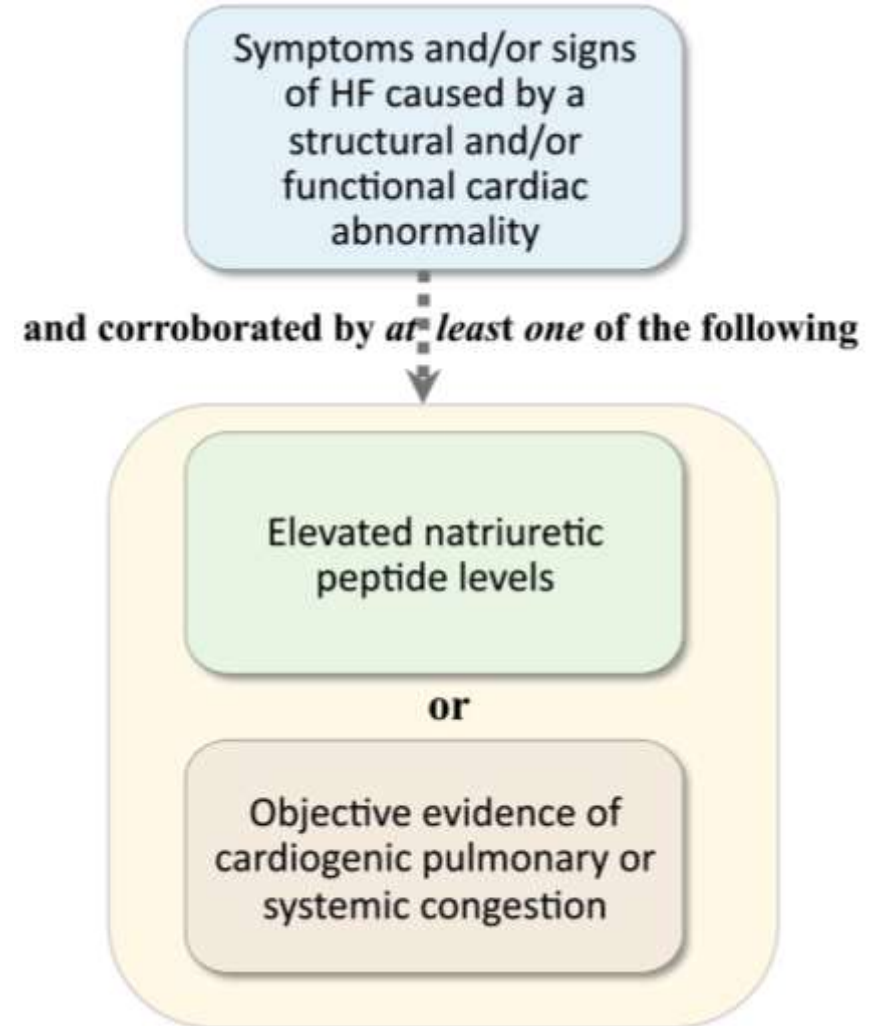 Symptoms and/or signs
of HF caused by a
structural and/or
functional cardiac
abnormality
and corroborated by at least one of the following
Elevated natriuretic
peptide levels
or
Objective evidence of
cardiogenic pulmonary or
systemic congestion